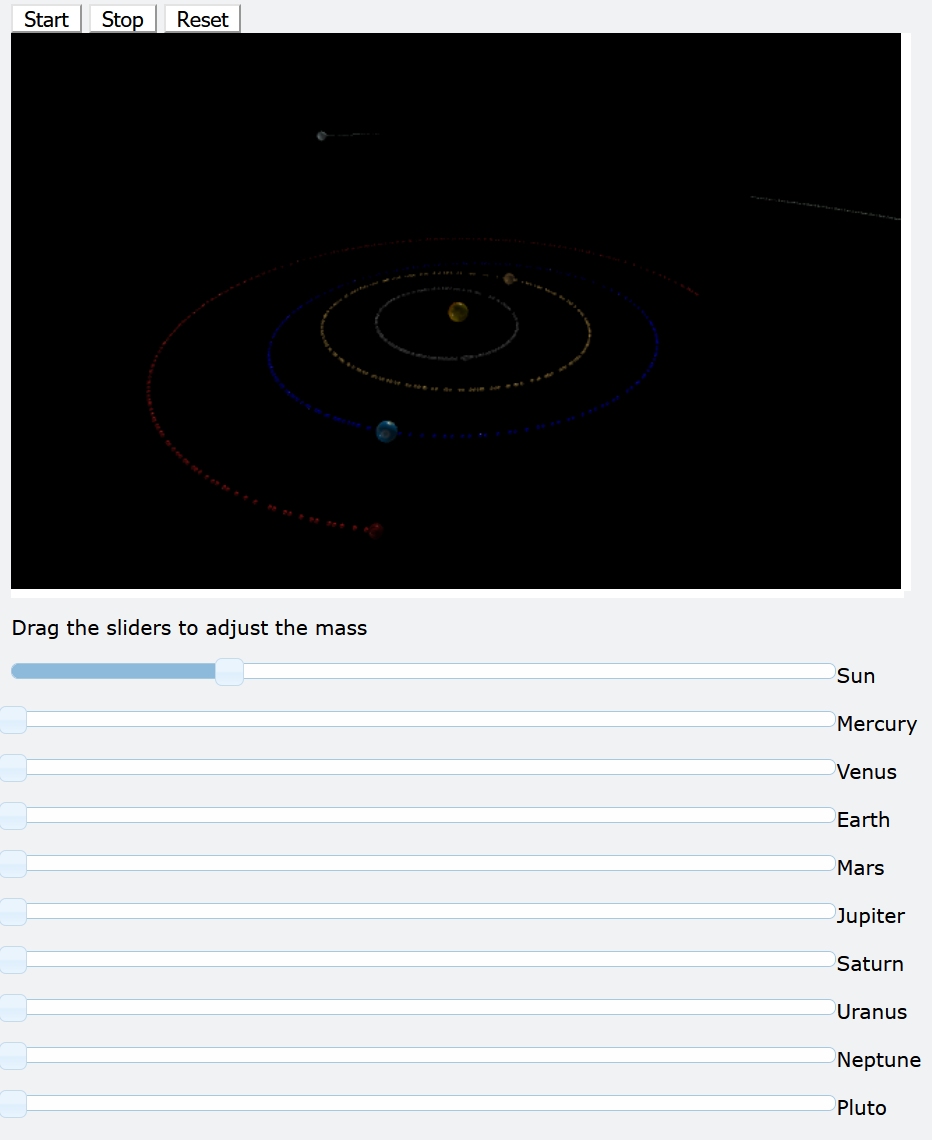 Start Stop Reset
Drag the sliders to adjust the mass
Sun
Mercury
Venus
Earth
Mars
Jupiter
Saturn
Uranus
Neptune
Pluto